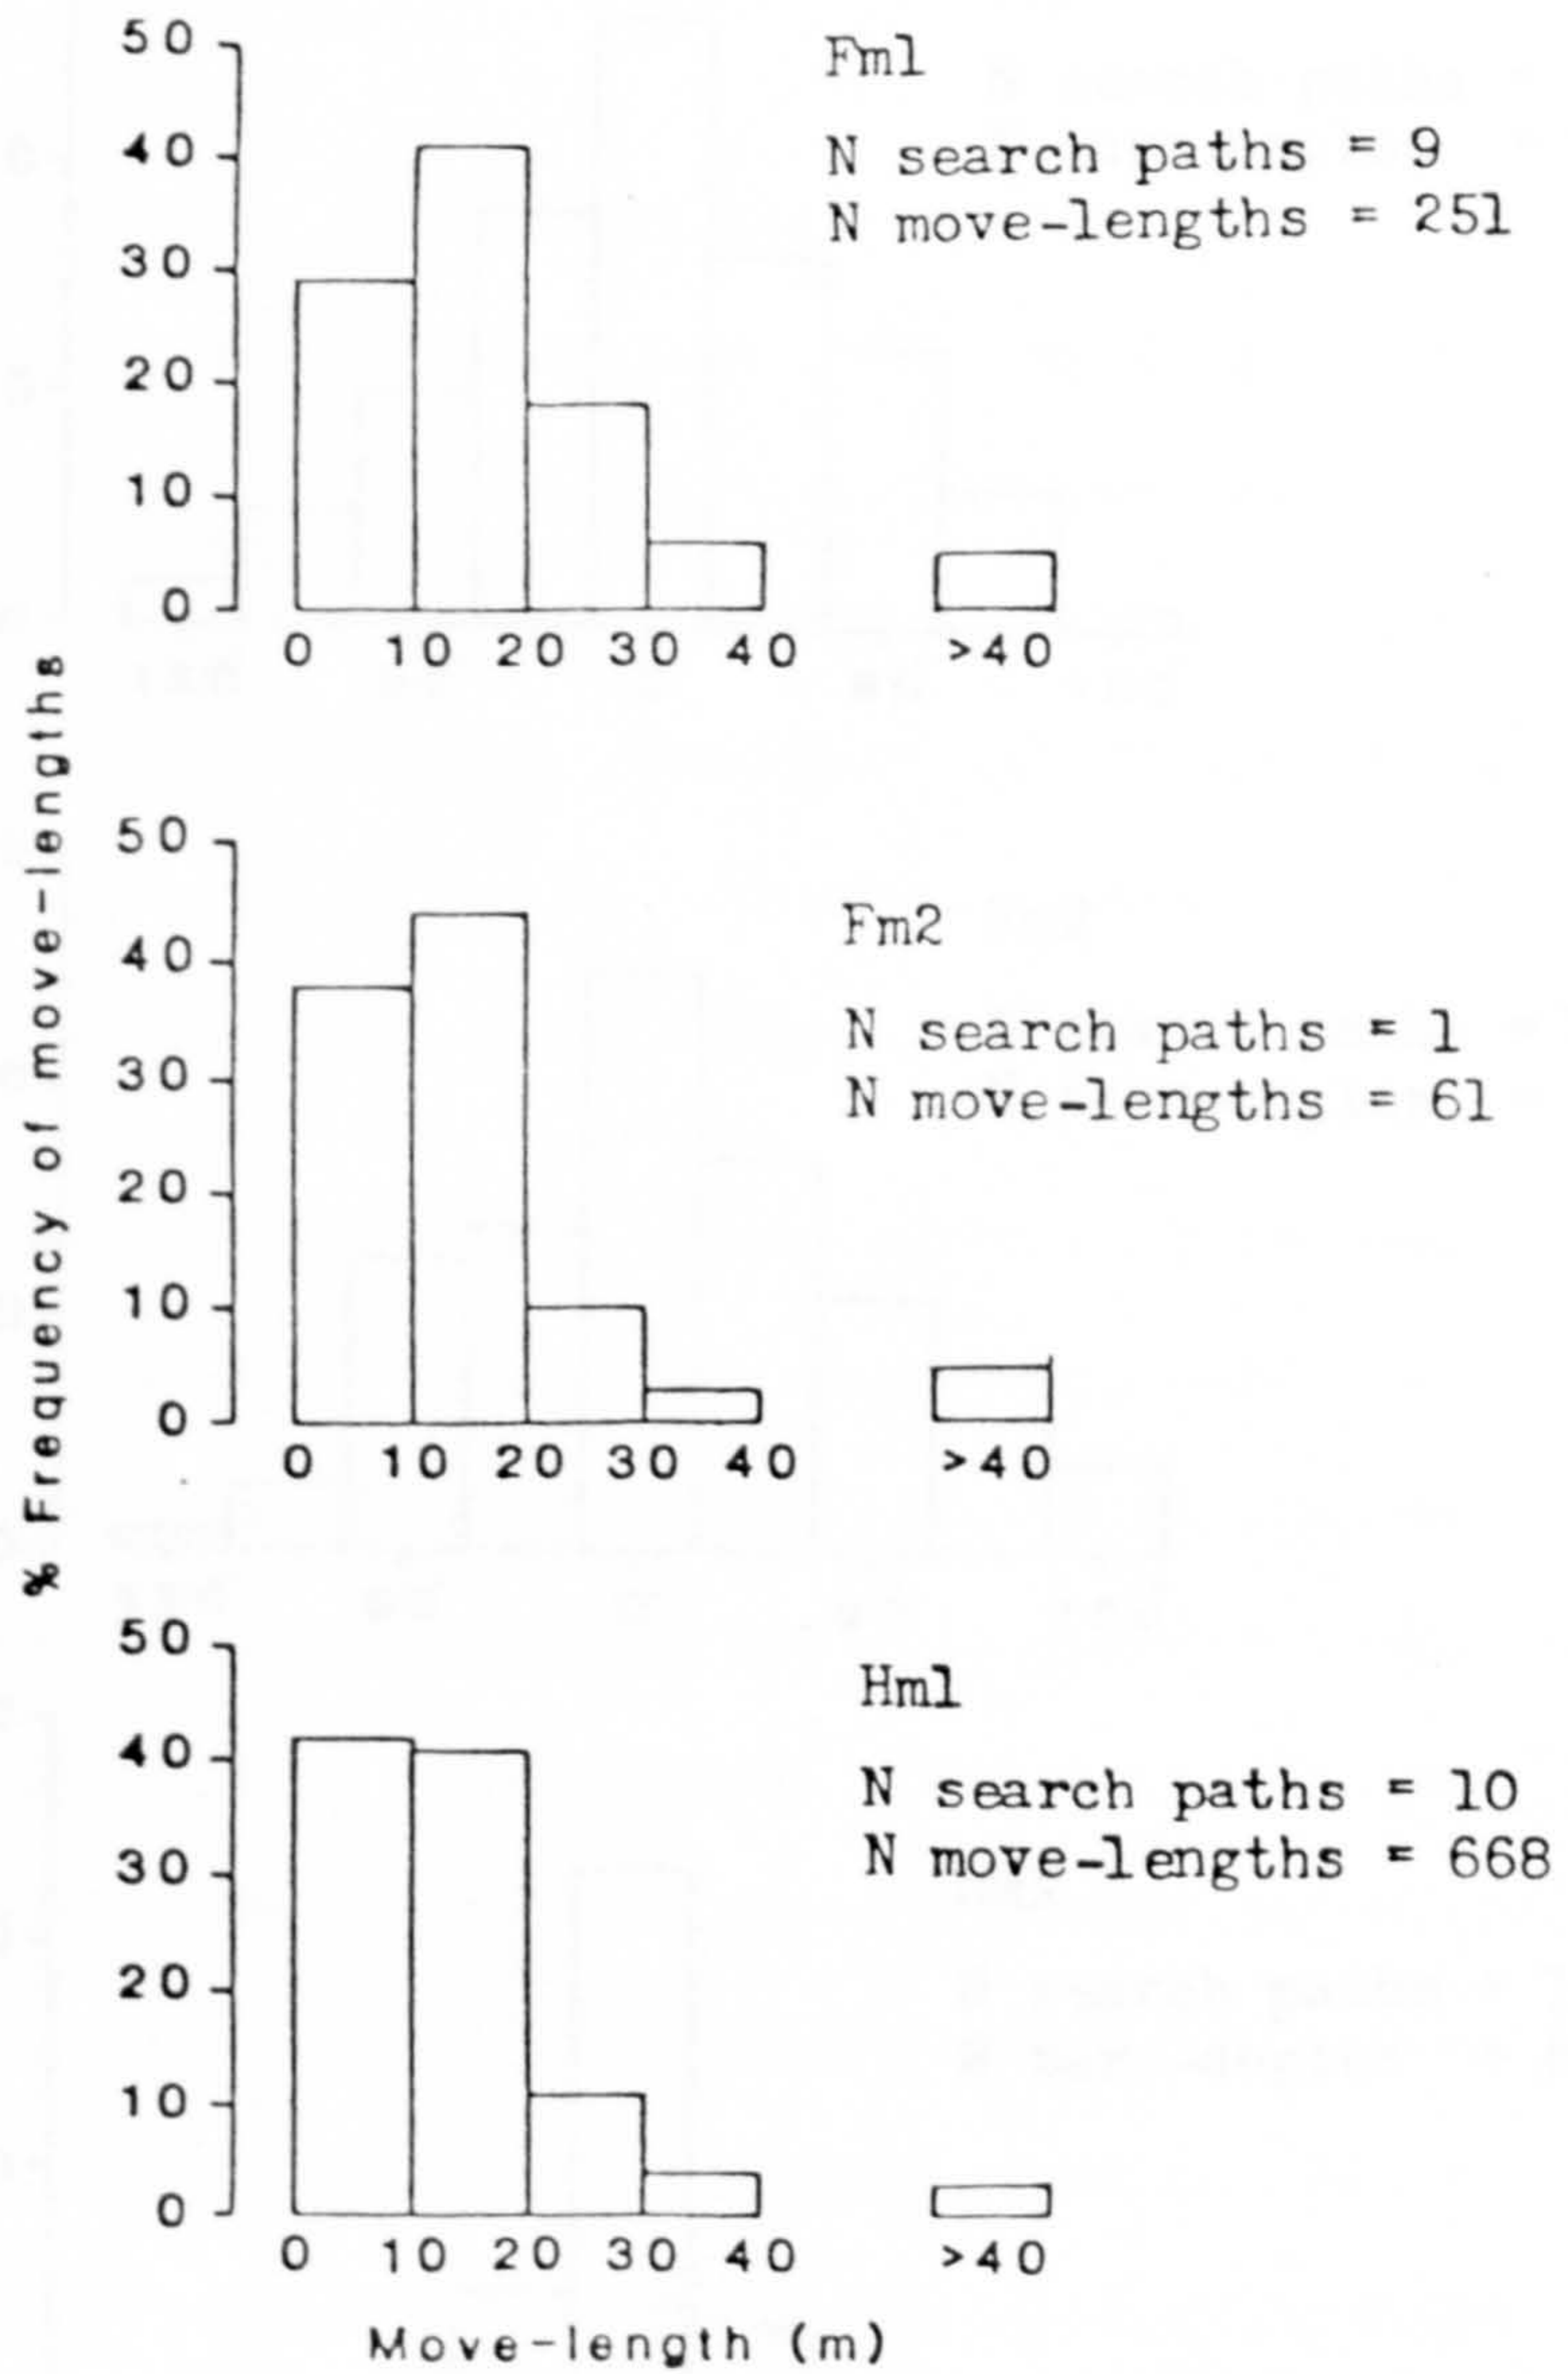 % Frequency of move-lengths
50
40
30
20
10
0
0 10 20 30 40 >40
Fm1
N search paths = 9
N move-lengths = 251
50
40
30
20
10
0
0 10 20 30 40 >40
Fm2
N search paths = 1
N move-lengths = 61
50
40
30
20
10
0
0 10 20 30 40 >40
Hm1
N search paths = 10
N move-lengths = 668
Move-length (m)